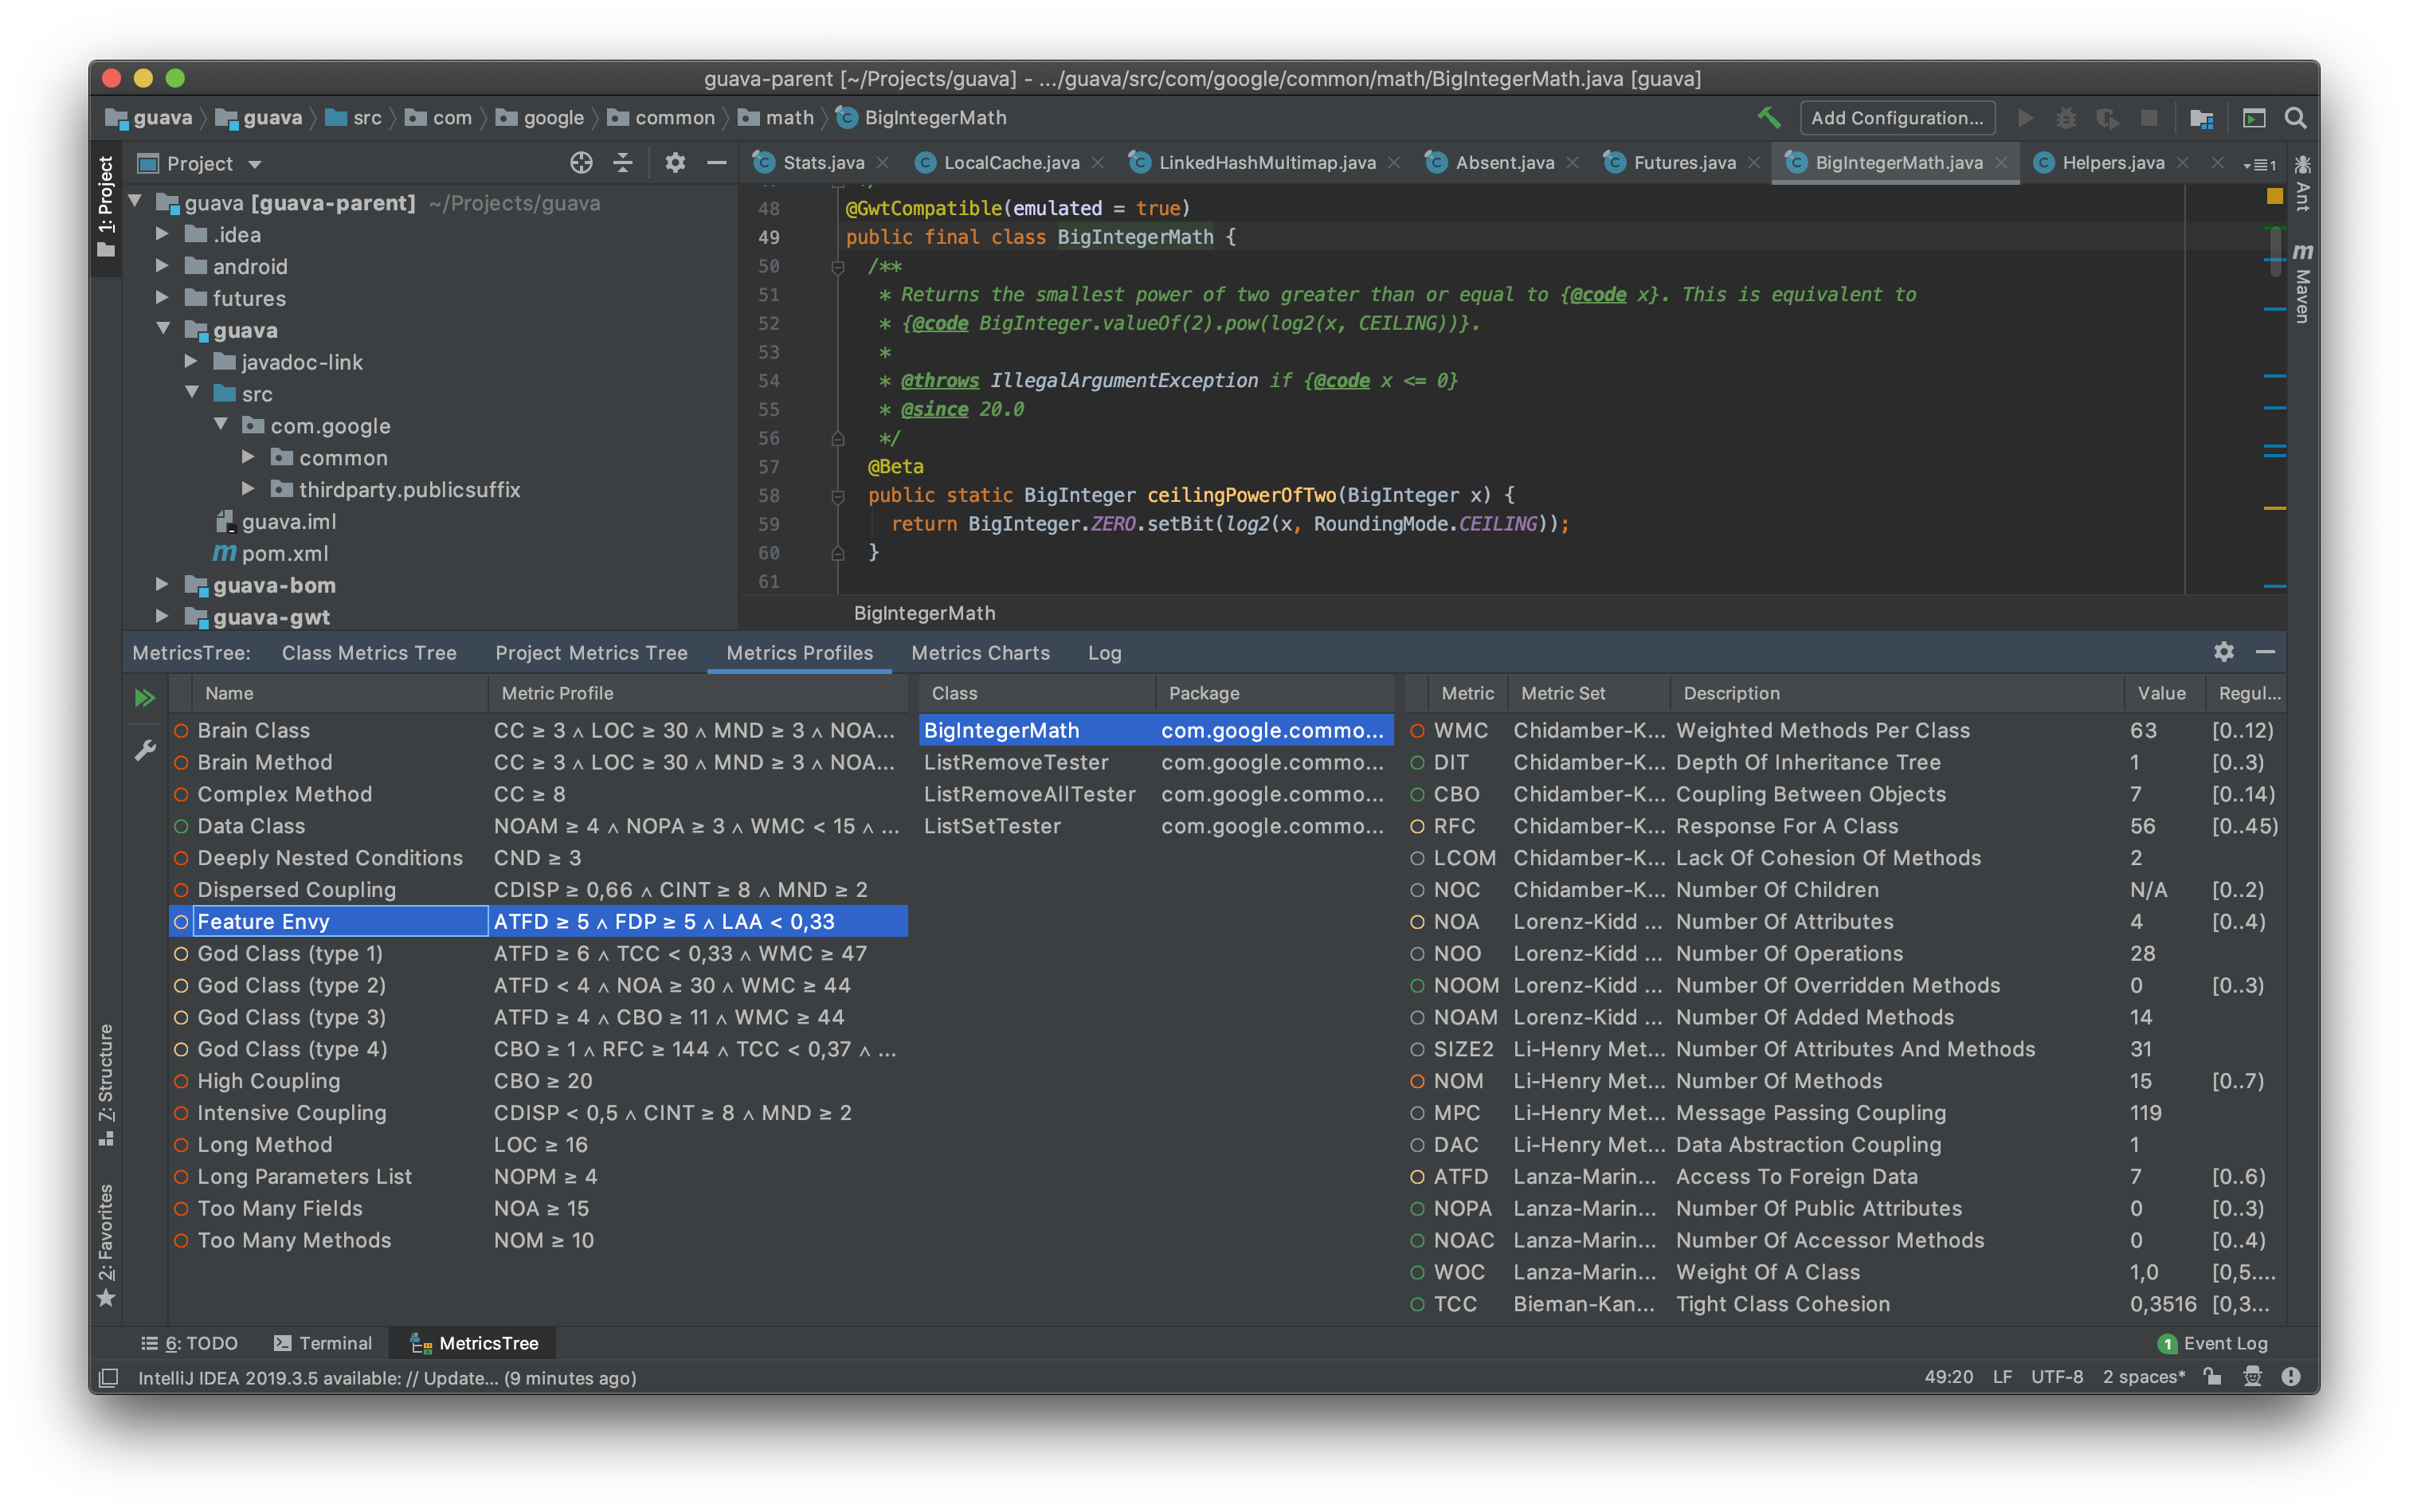 guava-parent [~/Projects/guava] - .../guava/src/com/google/common/math/BigIntegerMath.java [guava]
guava guava src com google common math BigIntegerMath Add Configuration...
1: Project
Project
Stats.java LocalCache.java LinkedHashMultimap.java Absent.java Futures.java BigIntegerMath.java Helpers.java 1
Ant
Maven
guava [guava-parent] ~/Projects/guava
.idea
android
futures
guava
javadoc-link
src
com.google
common
thirdparty.publicsuffix
guava.iml
pom.xml
guava-bom
guava-gwt
48 @GwtCompatible(emulated = true)
49 public final class BigIntegerMath {
50 /**
51 * Returns the smallest power of two greater than or equal to {@code x}. This is equivalent to
52 * {@code BigInteger.valueOf(2).pow(log2(x, CEILING))}.
53 *
54 * @throws IllegalArgumentException if {@code x <= 0}
55 * @since 20.0
56 */
57 @Beta
58 public static BigInteger ceilingPowerOfTwo(BigInteger x) {
59 return BigInteger.ZERO.setBit(log2(x, RoundingMode.CEILING));
60 }
61
BigIntegerMath
MetricsTree: Class Metrics Tree Project Metrics Tree Metrics Profiles Metrics Charts Log
Name Metric Profile
Brain Class CC ≥ 3 ∧ LOC ≥ 30 ∧ MND ≥ 3 ∧ NOA...
Brain Method CC ≥ 3 ∧ LOC ≥ 30 ∧ MND ≥ 3 ∧ NOA...
Complex Method CC ≥ 8
Data Class NOAM ≥ 4 ∧ NOPA ≥ 3 ∧ WMC < 15 ∧ ...
Deeply Nested Conditions CND ≥ 3
Dispersed Coupling CDISP ≥ 0,66 ∧ CINT ≥ 8 ∧ MND ≥ 2
Feature Envy ATFD ≥ 5 ∧ FDP ≥ 5 ∧ LAA < 0,33
God Class (type 1) ATFD ≥ 6 ∧ TCC < 0,33 ∧ WMC ≥ 47
God Class (type 2) ATFD < 4 ∧ NOA ≥ 30 ∧ WMC ≥ 44
God Class (type 3) ATFD ≥ 4 ∧ CBO ≥ 11 ∧ WMC ≥ 44
God Class (type 4) CBO ≥ 1 ∧ RFC ≥ 144 ∧ TCC < 0,37 ∧ ...
High Coupling CBO ≥ 20
Intensive Coupling CDISP < 0,5 ∧ CINT ≥ 8 ∧ MND ≥ 2
Long Method LOC ≥ 16
Long Parameters List NOPM ≥ 4
Too Many Fields NOA ≥ 15
Too Many Methods NOM ≥ 10
Class Package
BigIntegerMath com.google.commo...
ListRemoveTester com.google.commo...
ListRemoveAllTester com.google.commo...
ListSetTester com.google.commo...
Metric Metric Set Description Value Regul...
WMC Chidamber-K... Weighted Methods Per Class 63 [0..12)
DIT Chidamber-K... Depth Of Inheritance Tree 1 [0..3)
CBO Chidamber-K... Coupling Between Objects 7 [0..14)
RFC Chidamber-K... Response For A Class 56 [0..45)
LCOM Chidamber-K... Lack Of Cohesion Of Methods 2
NOC Chidamber-K... Number Of Children N/A [0..2)
NOA Lorenz-Kidd ... Number Of Attributes 4 [0..4)
NOO Lorenz-Kidd ... Number Of Operations 28
NOOM Lorenz-Kidd ... Number Of Overridden Methods 0 [0..3)
NOAM Lorenz-Kidd ... Number Of Added Methods 14
SIZE2 Li-Henry Met... Number Of Attributes And Methods 31
NOM Li-Henry Met... Number Of Methods 15 [0..7)
MPC Li-Henry Met... Message Passing Coupling 119
DAC Li-Henry Met... Data Abstraction Coupling 1
ATFD Lanza-Marin... Access To Foreign Data 7 [0..6)
NOPA Lanza-Marin... Number Of Public Attributes 0 [0..3)
NOAC Lanza-Marin... Number Of Accessor Methods 0 [0..4)
WOC Lanza-Marin... Weight Of A Class 1,0 [0,5....
TCC Bieman-Kan... Tight Class Cohesion 0,3516 [0,3...
7: Structure
2: Favorites
6: TODO Terminal MetricsTree 1 Event Log
IntelliJ IDEA 2019.3.5 available: // Update... (9 minutes ago) 49:20 LF UTF-8 2 spaces*